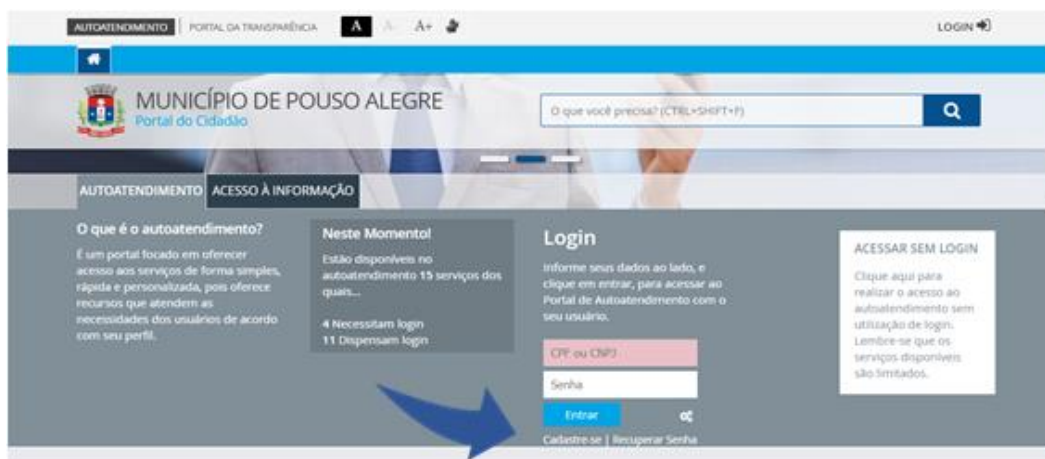 AUTOATENDIMENTO PORTAL DA TRANSPARÊNCIA A A- A+ LOGIN
MUNICÍPIO DE POUSO ALEGRE
Portal do Cidadão
O que você precisa? (CTRL+SHIFT+F)
AUTOATENDIMENTO ACESSO À INFORMAÇÃO
O que é o autoatendimento?
É um portal focado em oferecer
acesso aos serviços de forma simples,
rápida e personalizada, pois oferece
recursos que atendem as
necessidades dos usuários de acordo
com seu perfil.
Neste Momento!
Estão disponíveis no
autoatendimento 15 serviços dos
quais...
4 Necessitam login
11 Dispensam login
Login
Informe seus dados ao lado, e
clique em entrar, para acessar ao
Portal de Autoatendimento com o
seu usuário.
CPF ou CNPJ
Senha
Entrar
Cadastre-se | Recuperar Senha
ACESSAR SEM LOGIN
Clique aqui para
realizar o acesso ao
autoatendimento sem
utilização de login.
Lembre-se que os
serviços disponíveis
são limitados.